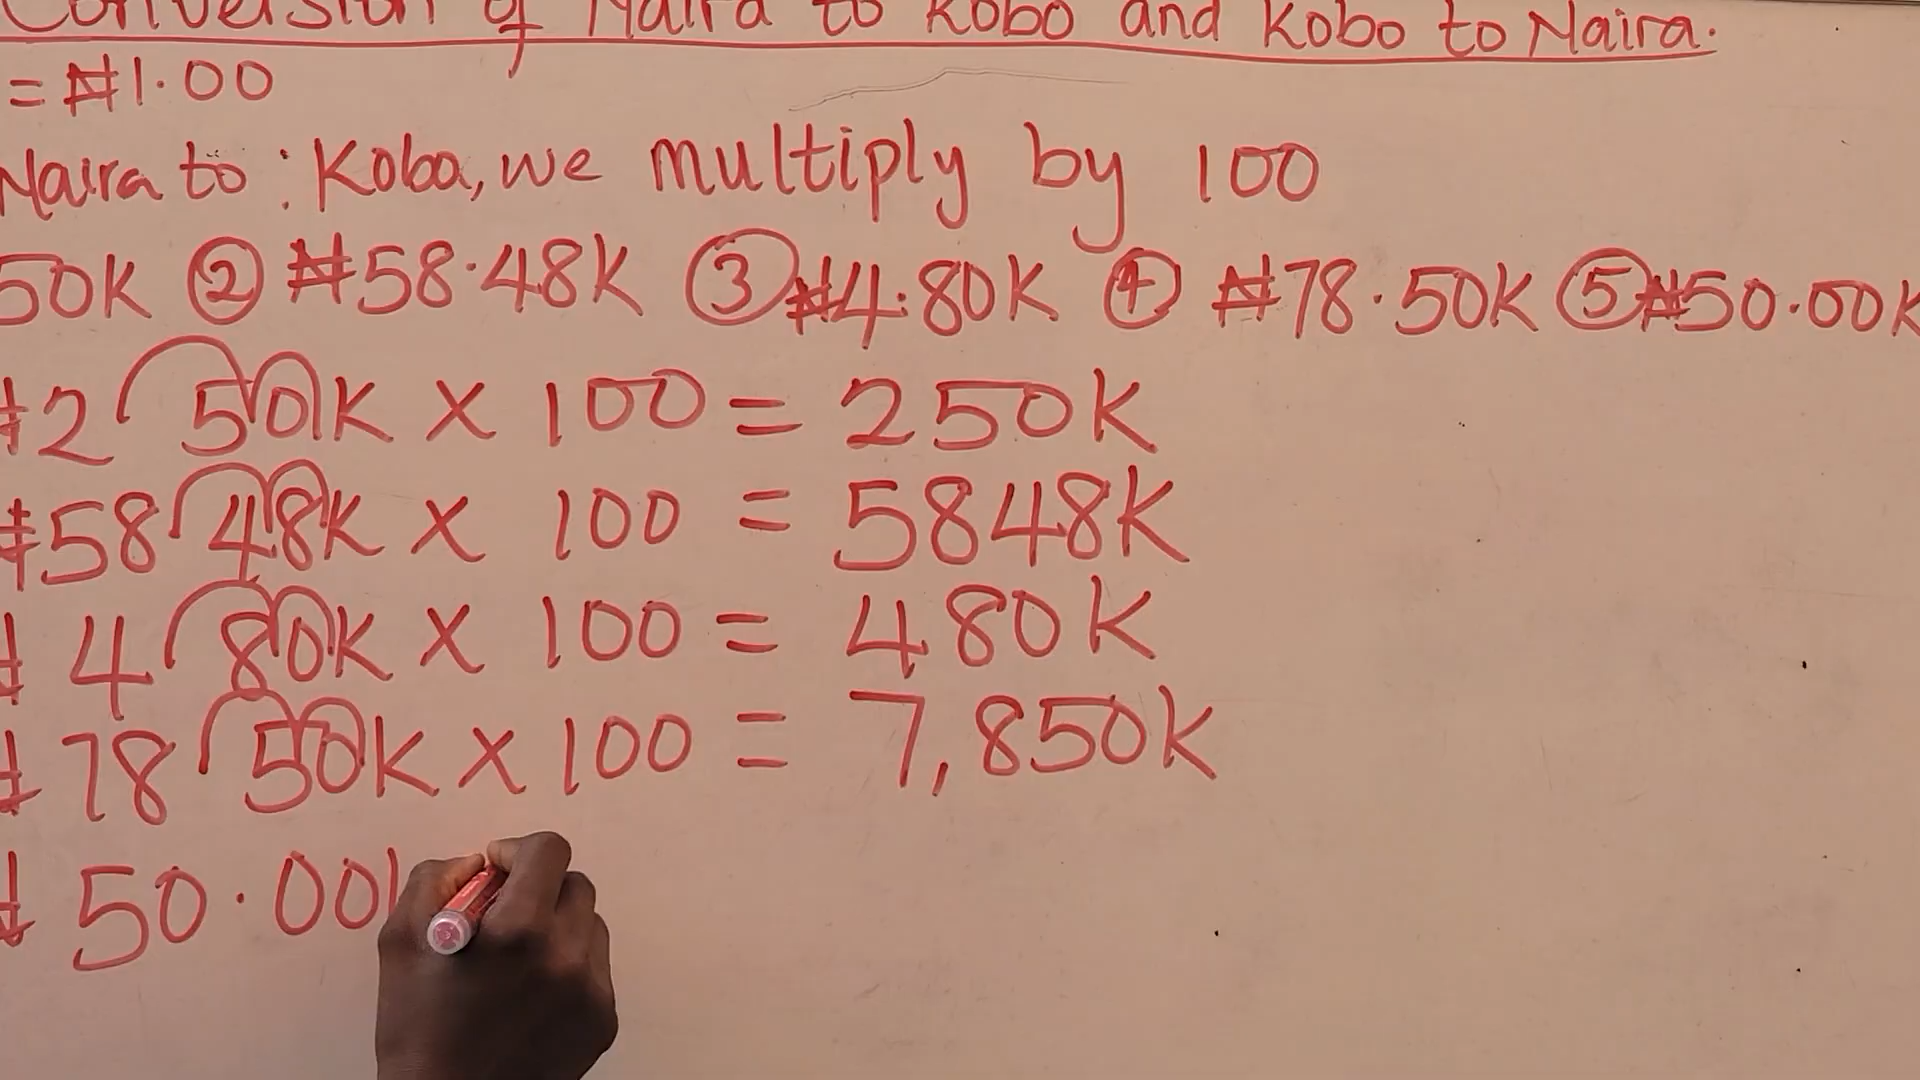 Conversion of Naira to Kobo and Kobo to Naira.
= ₦1.00
Naira to : Kobo, we multiply by 100
50K ② ₦58.48K ③ ₦4.80K ④ ₦78.50K ⑤ ₦50.00K
₦2 50K × 100 = 250K
₦58 48K × 100 = 5848K
₦ 4 80K × 100 = 480K
₦ 78 50K × 100 = 7,850K
₦ 50.00